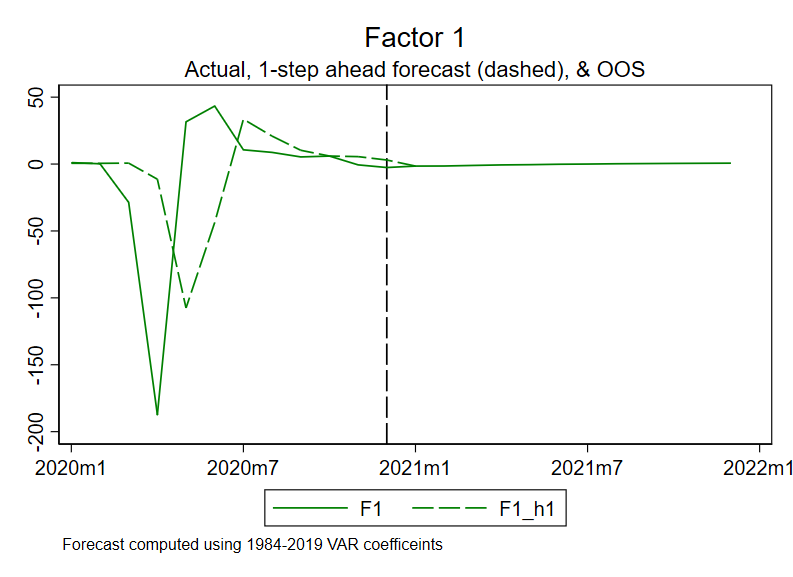 Factor 1
Actual, 1-step ahead forecast (dashed), & OOS
50
0
-50
-100
-150
-200
2020m1 2020m7 2021m1 2021m7 2022m1
F1 F1_h1
Forecast computed using 1984-2019 VAR coefficeints